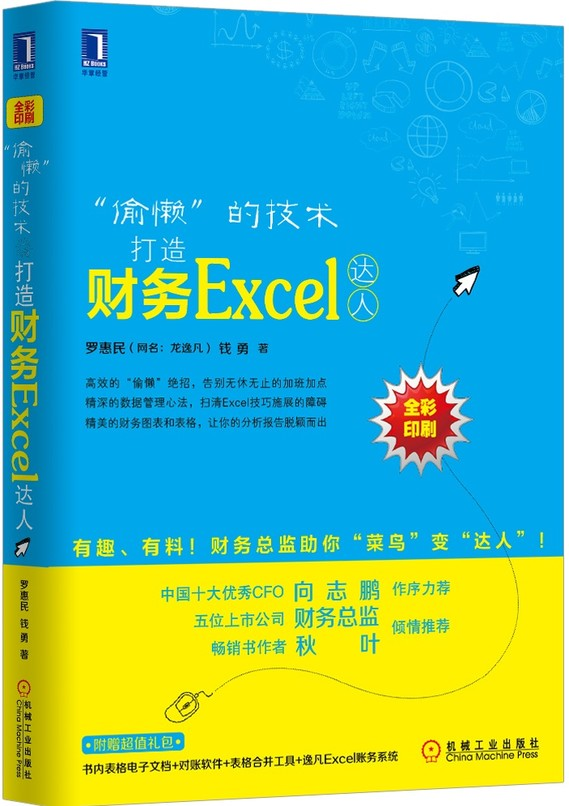 HZ Books
华章经管
全彩
印刷
“偷懒”
的技术
打造
财务Excel
达人
罗惠民 钱勇 著
机械工业出版社
China Machine Press
HZ Books
华章经管
“偷懒”的技术
打造
财务Excel达人
罗惠民（网名：龙逸凡）钱勇 著
高效的“偷懒”绝招，告别无休无止的加班加点
精深的数据管理心法，扫清Excel技巧施展的障碍
精美的财务图表和表格，让你的分析报告脱颖而出
全彩
印刷
有趣、有料！财务总监助你“菜鸟”变“达人”！
中国十大优秀CFO 向志鹏 作序力荐
五位上市公司 财务总监
畅销书作者 秋叶 倾情推荐
附赠超值礼包
书内表格电子文档+对账软件+表格合并工具+逸凡Excel账务系统
机械工业出版社
China Machine Press